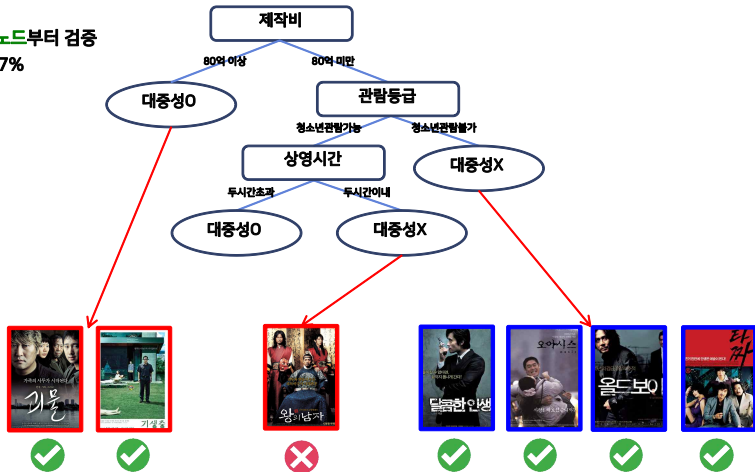 제작비
노드부터 검증
7%
80억 이상
80억 미만
대중성O
관람등급
청소년관람가능
청소년관람불가
상영시간
대중성X
두시간초과
두시간이내
대중성O
대중성X
괴물
기생충
왕의남자
달콤한 인생
오아시스
올드보이
타짜